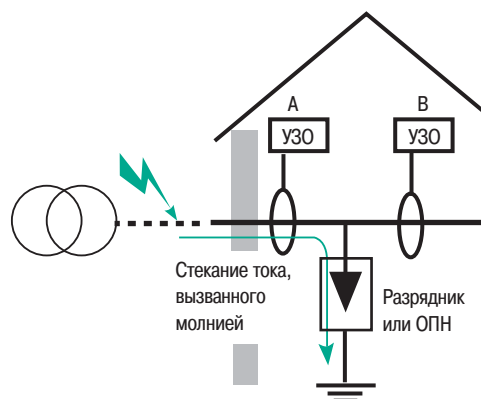 A
B
УЗО
УЗО
Стекание тока,
вызванного
молнией
Разрядник
или ОПН